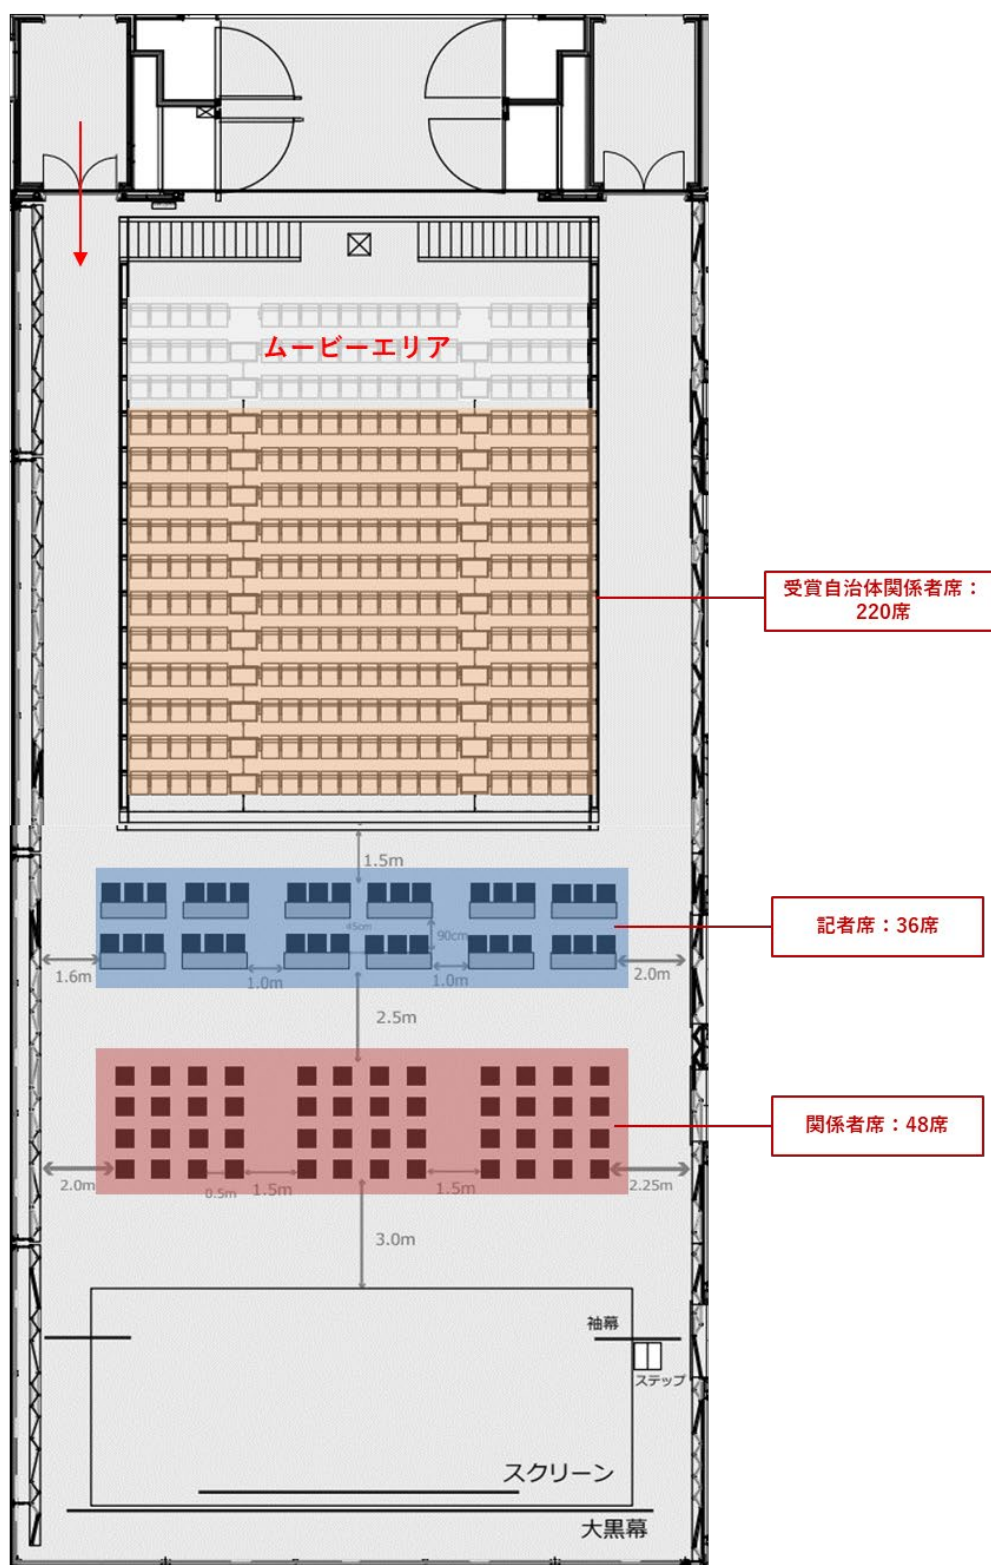 ムービーエリア
受賞自治体関係者席：
220席
1.5m
記者席：36席
45cm
90cm
1.6m
1.0m
1.0m
2.0m
2.5m
関係者席：48席
2.0m
0.5m
1.5m
1.5m
2.25m
3.0m
袖幕
ステップ
スクリーン
大黒幕